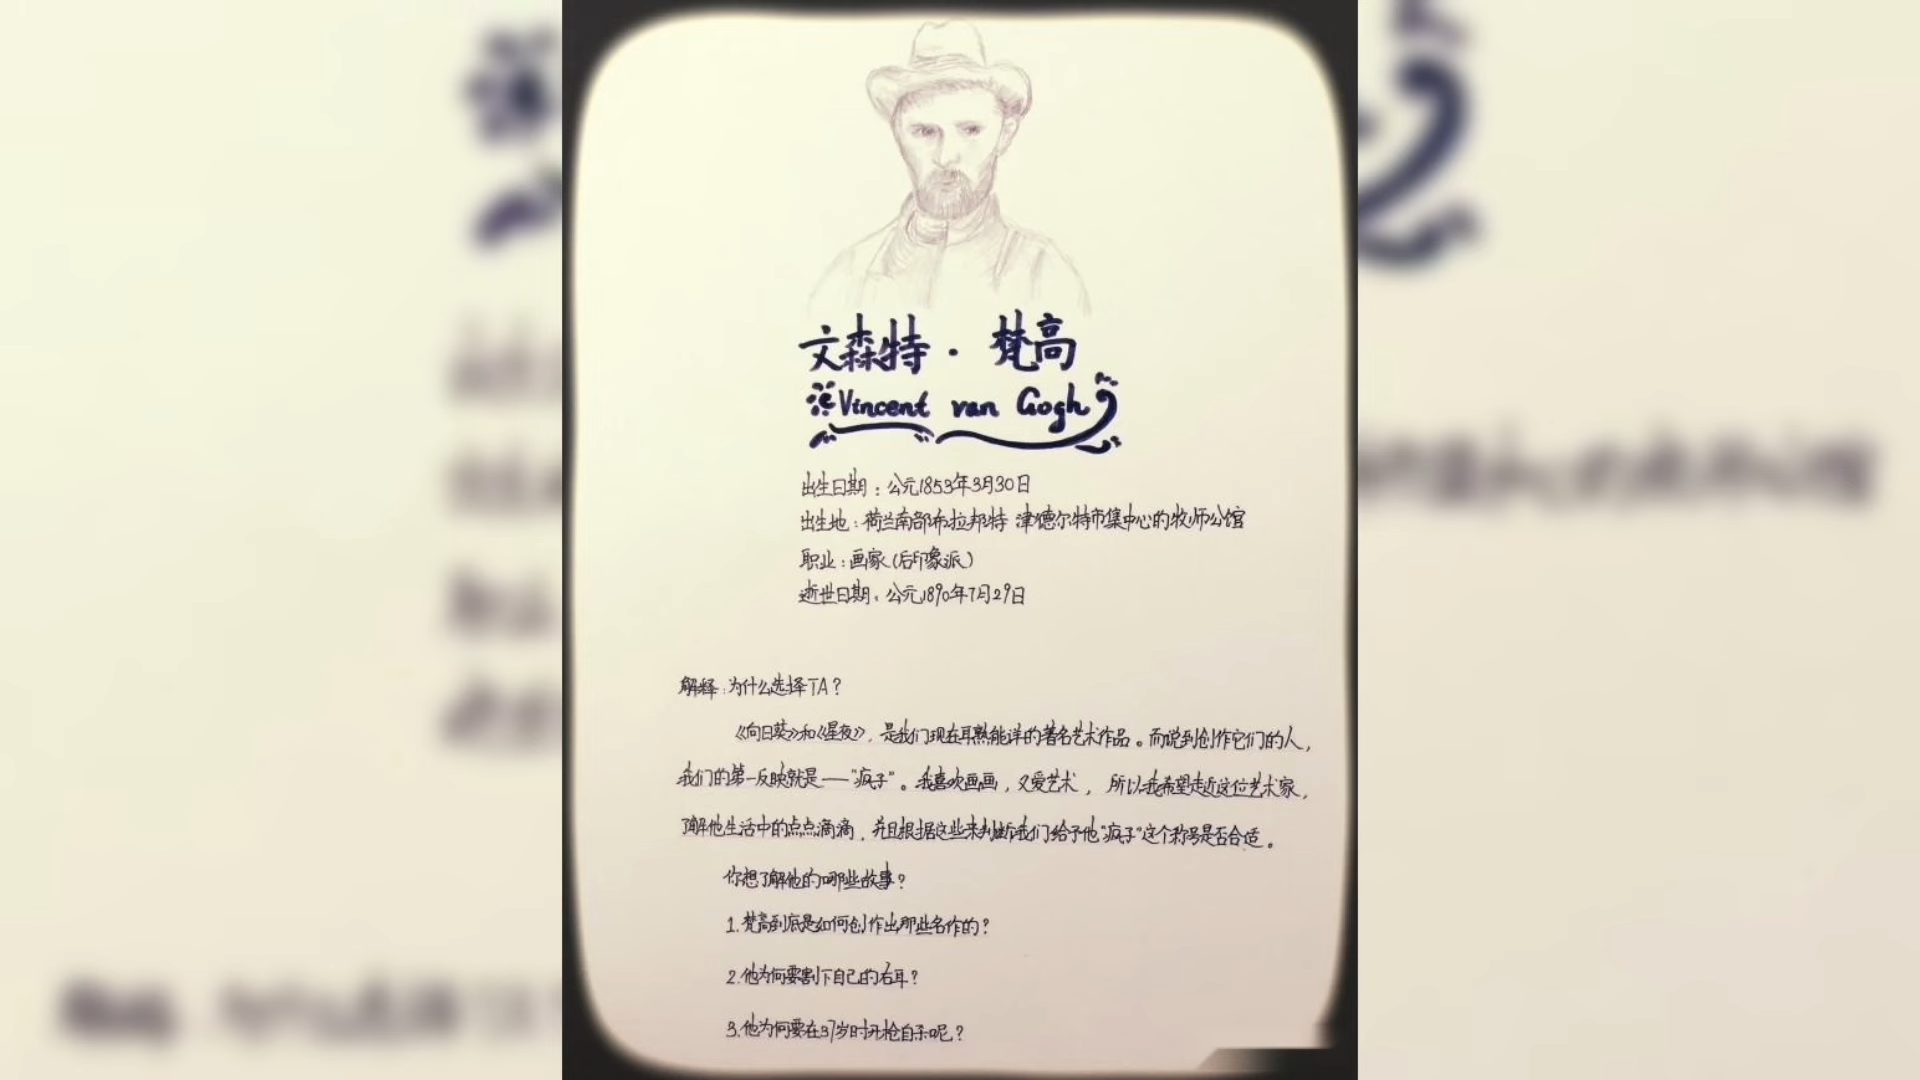 文森特·梵高
Vincent van Gogh
出生日期：公元1853年3月30日
出生地：荷兰南部布拉邦特 津德尔特市集中心的牧师公馆
职业：画家（后印象派）
逝世日期：公元1890年7月29日
解释：为什么选择TA？
《向日葵》和《星夜》，是我们现在耳熟能详的著名艺术作品。而说到创作它们的人，
我们的第一反映就是——“疯子”。我喜欢画画，又爱艺术，所以我希望走近这位艺术家，
了解他生活中的点点滴滴，并且根据这些来判断我们给予他“疯子”这个称号是否合适。
你想了解他的哪些故事？
1.梵高到底是如何创作出那些名作的？
2.他为何要割下自己的右耳？
3.他为何要在37岁时开枪自杀呢？